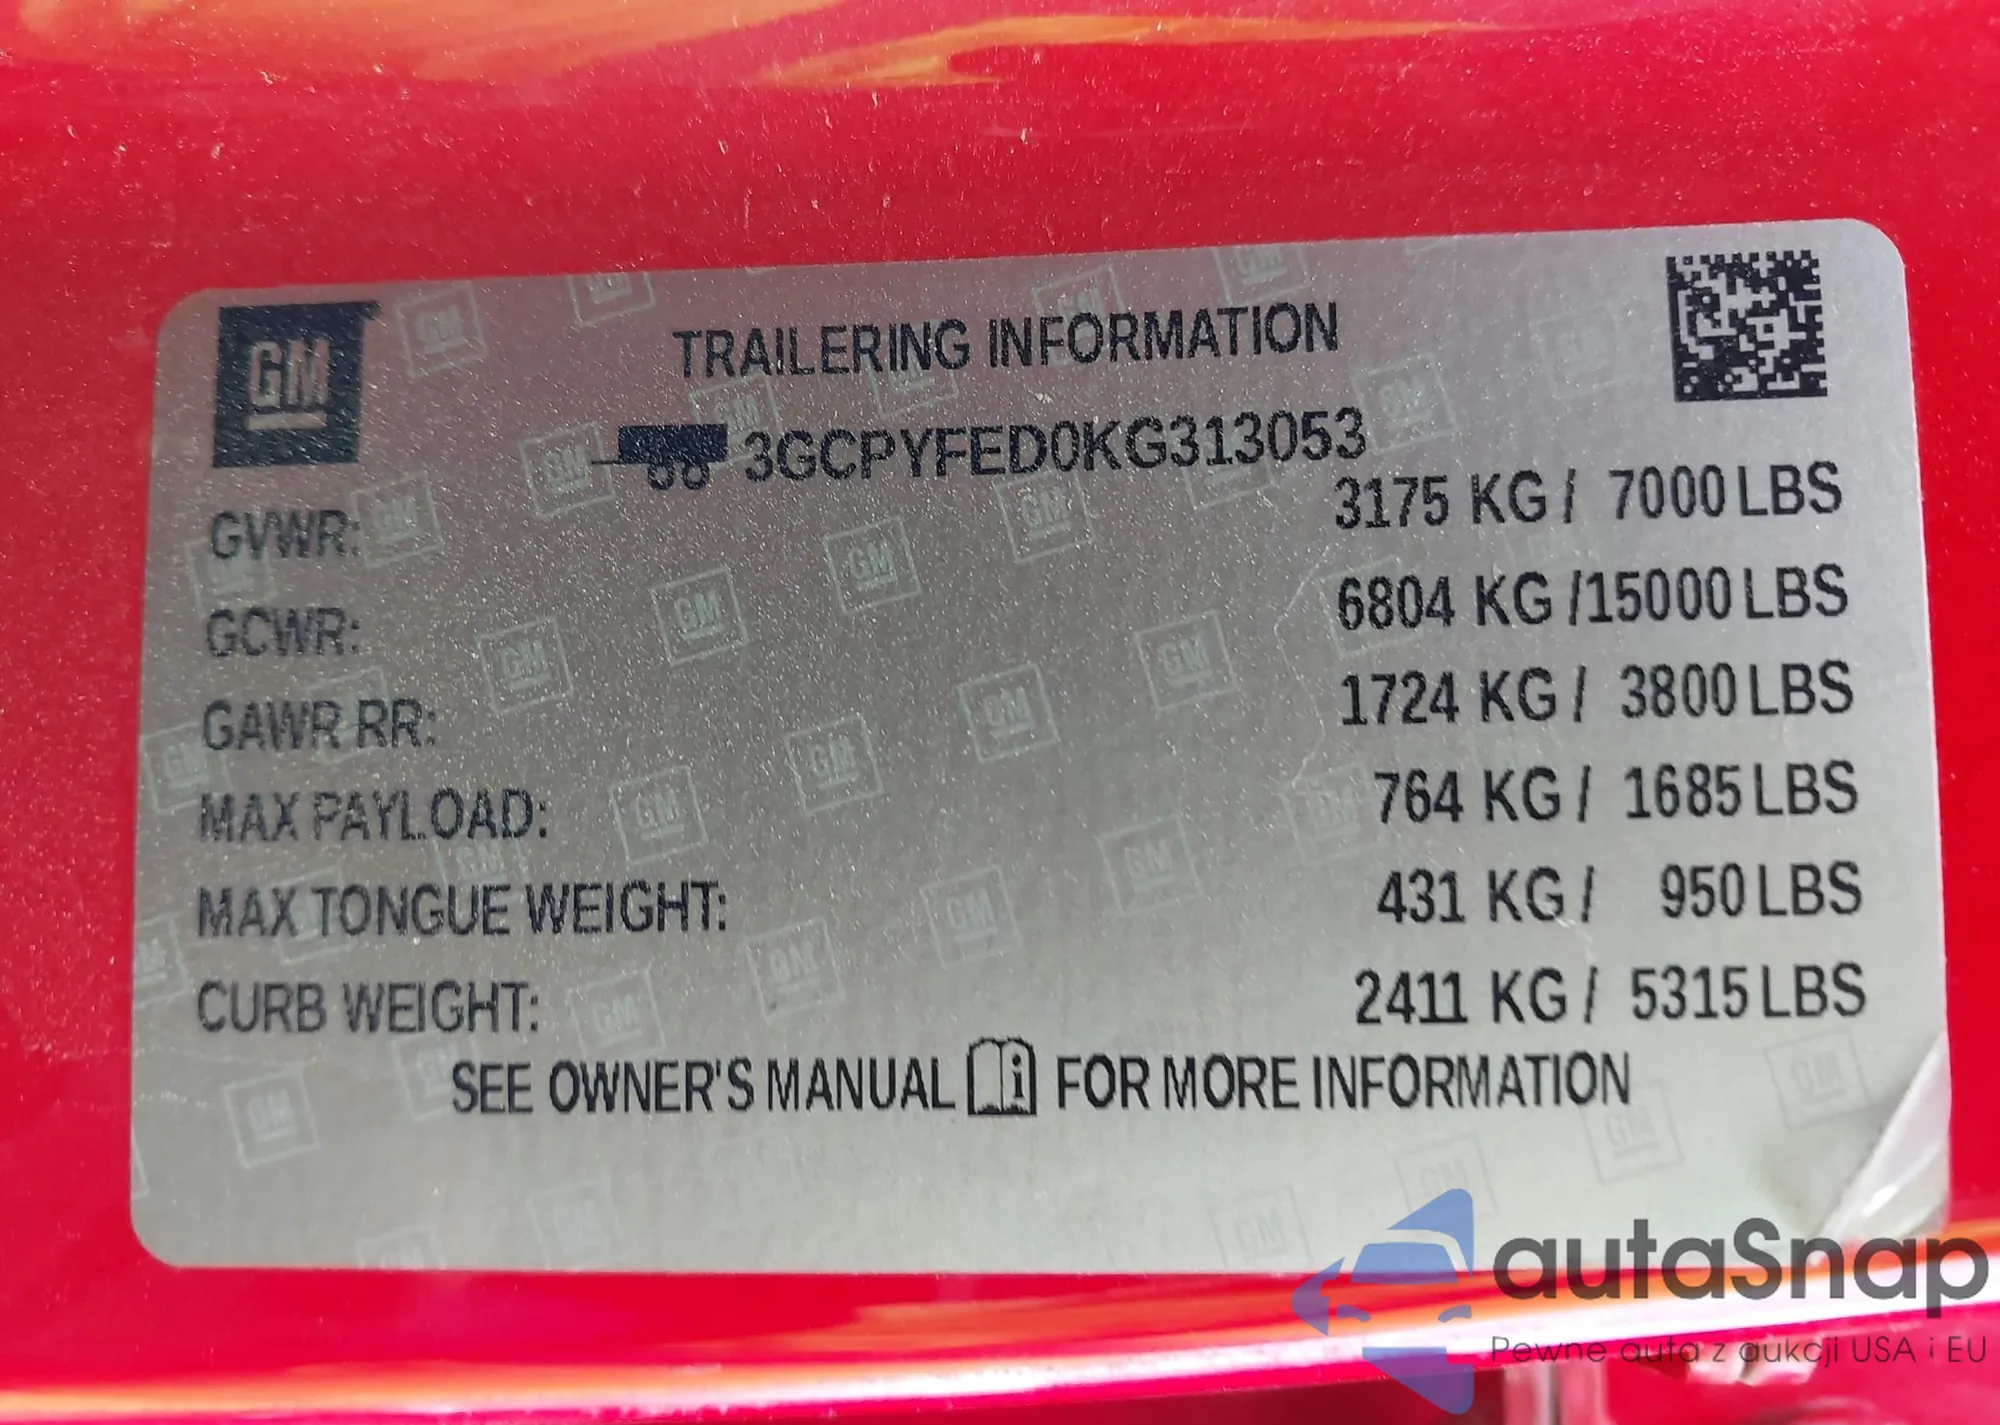 GM
TRAILERING INFORMATION
3GCPYFED0KG313053
GVWR: 3175 KG / 7000 LBS
GCWR: 6804 KG /15000 LBS
GAWR RR: 1724 KG / 3800 LBS
MAX PAYLOAD: 764 KG / 1685 LBS
MAX TONGUE WEIGHT: 431 KG / 950 LBS
CURB WEIGHT: 2411 KG / 5315 LBS
SEE OWNER'S MANUAL FOR MORE INFORMATION
autaSnap
Pewne auta z aukcji USA i EU